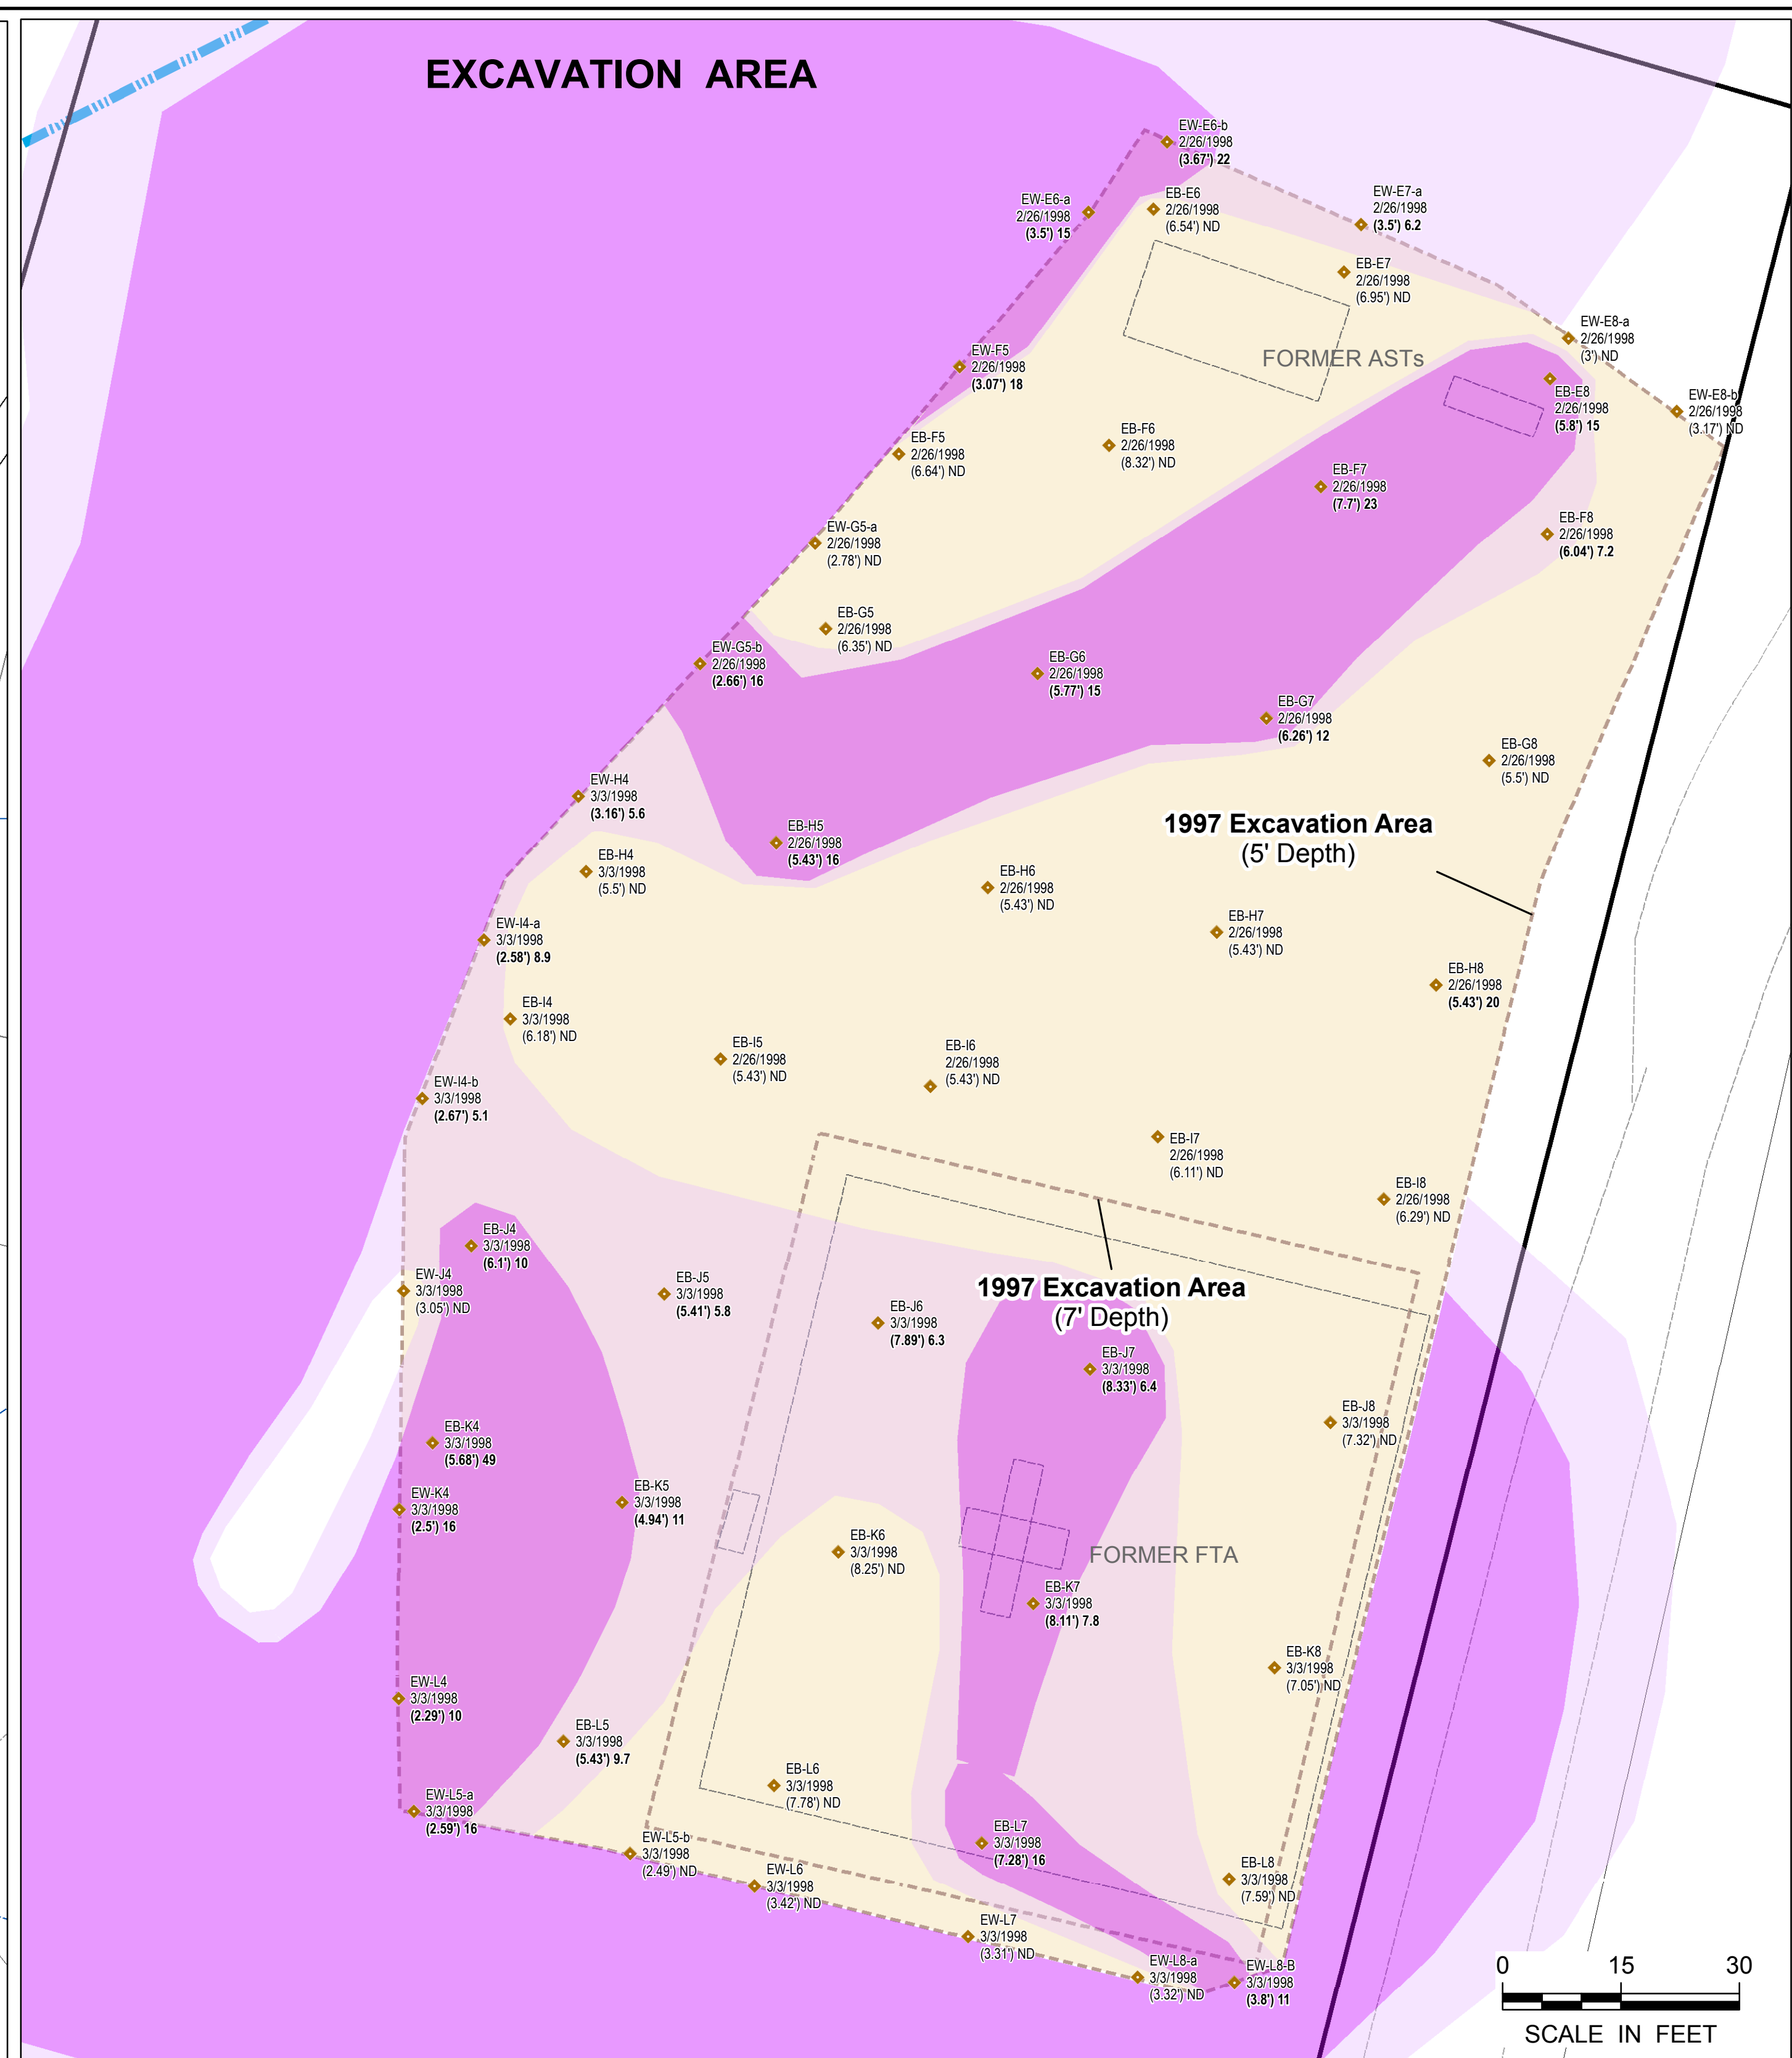 EXCAVATION AREA
EW-E6-b
2/26/1998
(3.67') 22
EW-E6-a
2/26/1998
(3.5') 15
EB-E6
2/26/1998
(6.54') ND
EW-E7-a
2/26/1998
(3.5') 6.2
EB-E7
2/26/1998
(6.95') ND
EW-E8-a
2/26/1998
(3') ND
FORMER ASTs
EW-F5
2/26/1998
(3.07') 18
EB-E8
2/26/1998
(5.8') 15
EW-E8-b
2/26/1998
(3.17') ND
EB-F5
2/26/1998
(6.64') ND
EB-F6
2/26/1998
(8.32') ND
EB-F7
2/26/1998
(7.7') 23
EW-G5-a
2/26/1998
(2.78') ND
EB-F8
2/26/1998
(6.04') 7.2
EB-G5
2/26/1998
(6.35') ND
EW-G5-b
2/26/1998
(2.66') 16
EB-G6
2/26/1998
(5.77') 15
EB-G7
2/26/1998
(6.26') 12
EB-G8
2/26/1998
(5.5') ND
EW-H4
3/3/1998
(3.16') 5.6
EB-H5
2/26/1998
(5.43') 16
1997 Excavation Area
(5' Depth)
EB-H4
3/3/1998
(5.5') ND
EB-H6
2/26/1998
(5.43') ND
EW-I4-a
3/3/1998
(2.58') 8.9
EB-H7
2/26/1998
(5.43') ND
EB-H8
2/26/1998
(5.43') 20
EB-I4
3/3/1998
(6.18') ND
EB-I5
2/26/1998
(5.43') ND
EB-I6
2/26/1998
(5.43') ND
EW-I4-b
3/3/1998
(2.67') 5.1
EB-I7
2/26/1998
(6.11') ND
EB-I8
2/26/1998
(6.29') ND
EB-J4
3/3/1998
(6.1') 10
EW-J4
3/3/1998
(3.05') ND
EB-J5
3/3/1998
(5.41') 5.8
1997 Excavation Area
(7' Depth)
EB-J6
3/3/1998
(7.89') 6.3
EB-J7
3/3/1998
(8.33') 6.4
EB-J8
3/3/1998
(7.32') ND
EB-K4
3/3/1998
(5.68') 49
EW-K4
3/3/1998
(2.5') 16
EB-K5
3/3/1998
(4.94') 11
EB-K6
3/3/1998
(8.25') ND
FORMER FTA
EB-K7
3/3/1998
(8.11') 7.8
EB-K8
3/3/1998
(7.05') ND
EW-L4
3/3/1998
(2.29') 10
EB-L5
3/3/1998
(5.43') 9.7
EB-L6
3/3/1998
(7.78') ND
EW-L5-a
3/3/1998
(2.59') 16
EB-L7
3/3/1998
(7.28') 16
EW-L5-b
3/3/1998
(2.49') ND
EW-L6
3/3/1998
(3.42') ND
EB-L8
3/3/1998
(7.59') ND
EW-L7
3/3/1998
(3.31') ND
EW-L8-a
3/3/1998
(3.32') ND
EW-L8-B
3/3/1998
(3.8') 11
0 15 30
SCALE IN FEET